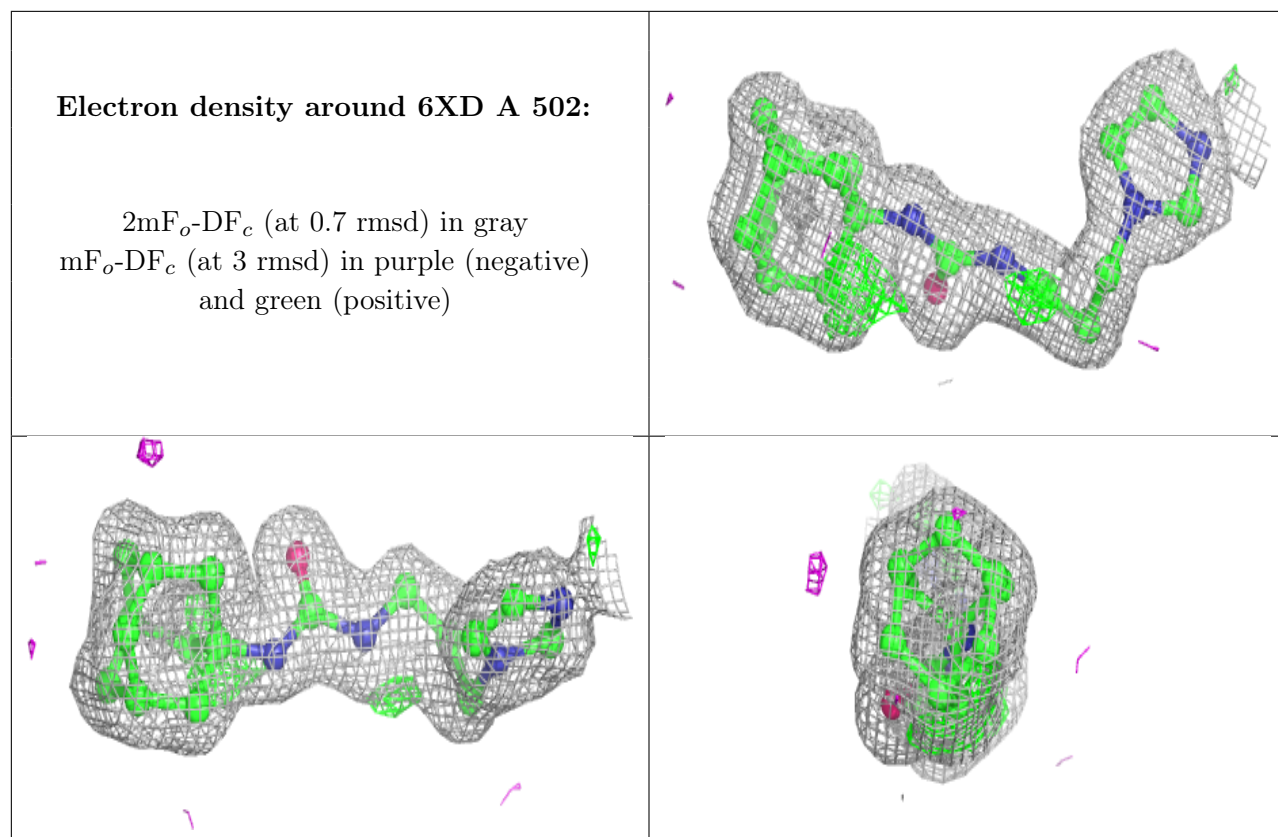 Electron density around 6XD A 502:
2mFo-DFc (at 0.7 rmsd) in gray
mFo-DFc (at 3 rmsd) in purple (negative)
and green (positive)